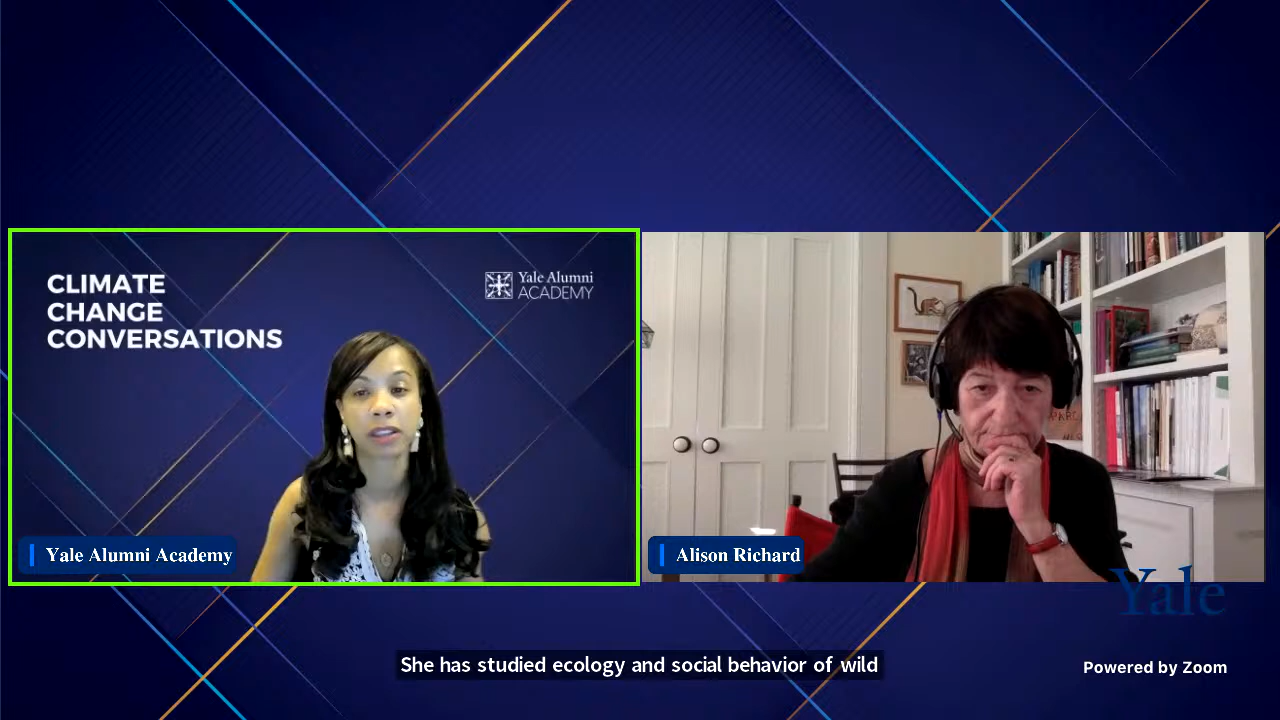 CLIMATE
CHANGE
CONVERSATIONS
Yale Alumni
ACADEMY
Yale Alumni Academy
Alison Richard
Yale
She has studied ecology and social behavior of wild
Powered by Zoom